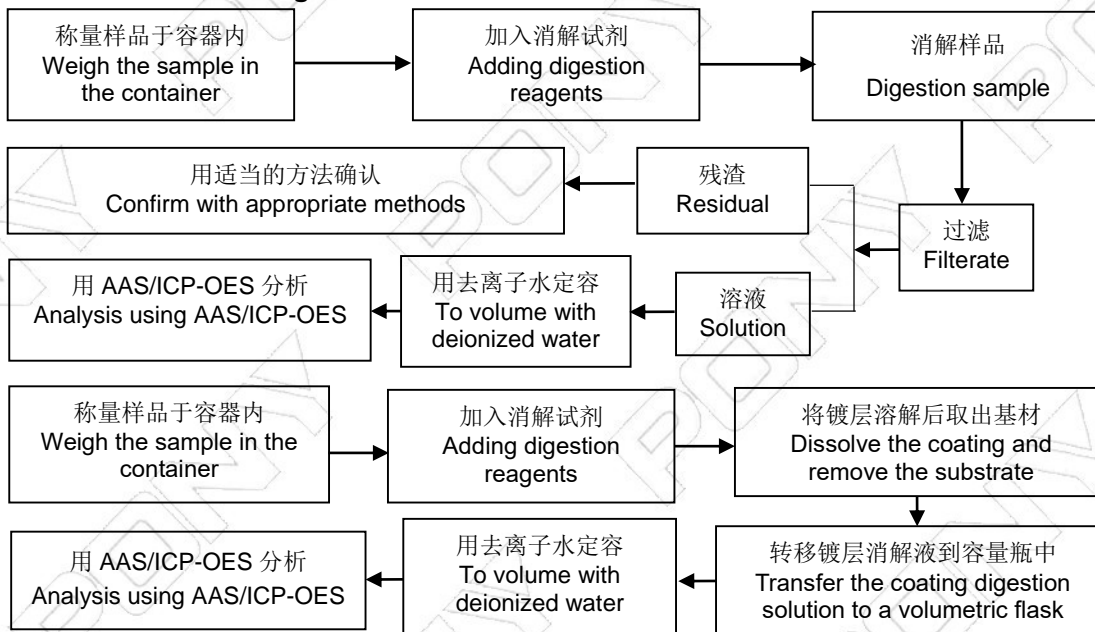 称量样品于容器内
Weigh the sample in
the container
加入消解试剂
Adding digestion
reagents
消解样品
Digestion sample
用适当的方法确认
Confirm with appropriate methods
残渣
Residual
过滤
Filterate
用 AAS/ICP-OES 分析
Analysis using AAS/ICP-OES
用去离子水定容
To volume with
deionized water
溶液
Solution
称量样品于容器内
Weigh the sample in the
container
加入消解试剂
Adding digestion
reagents
将镀层溶解后取出基材
Dissolve the coating and
remove the substrate
用 AAS/ICP-OES 分析
Analysis using AAS/ICP-OES
用去离子水定容
To volume with
deionized water
转移镀层消解液到容量瓶中
Transfer the coating digestion
solution to a volumetric flask
PONY
PONY
PONY
PONY
PONY